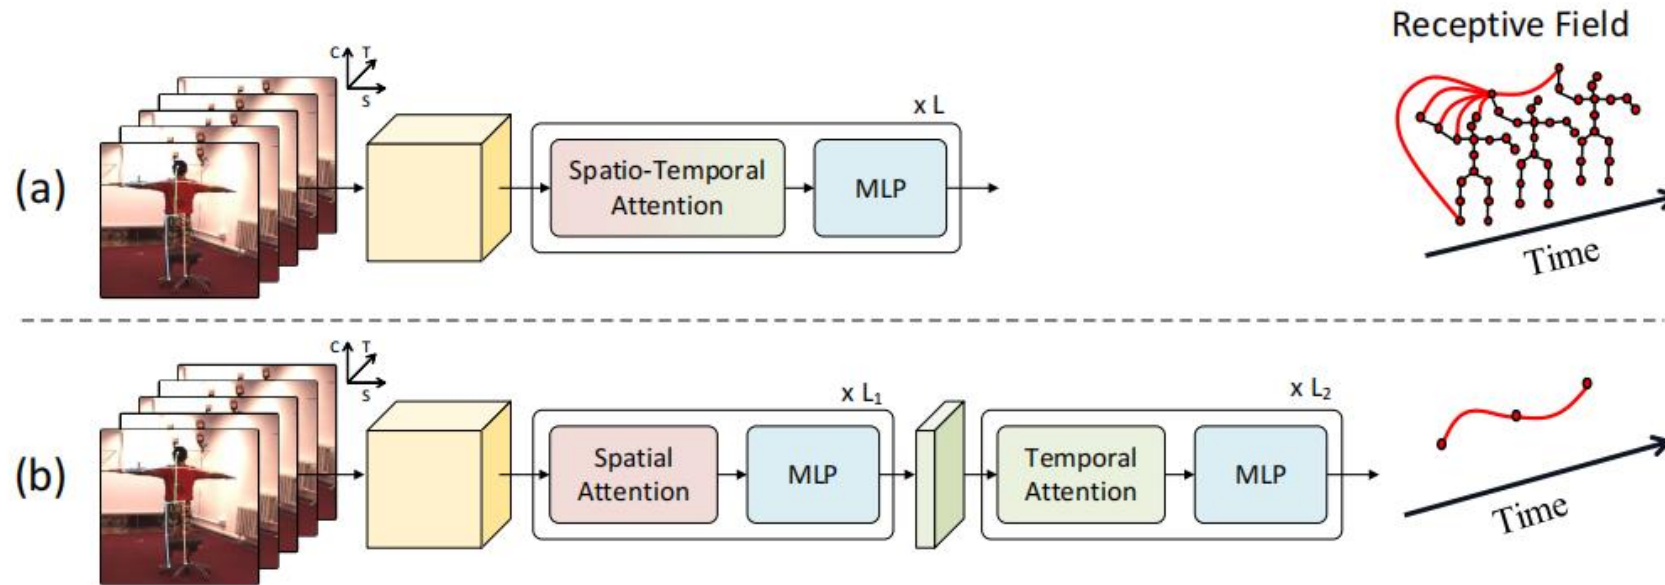 Receptive Field
C T
S
x L
(a)
Spatio-Temporal
Attention
MLP
Time
C T
S
x L₁
x L₂
(b)
Spatial
Attention
MLP
Temporal
Attention
MLP
Time